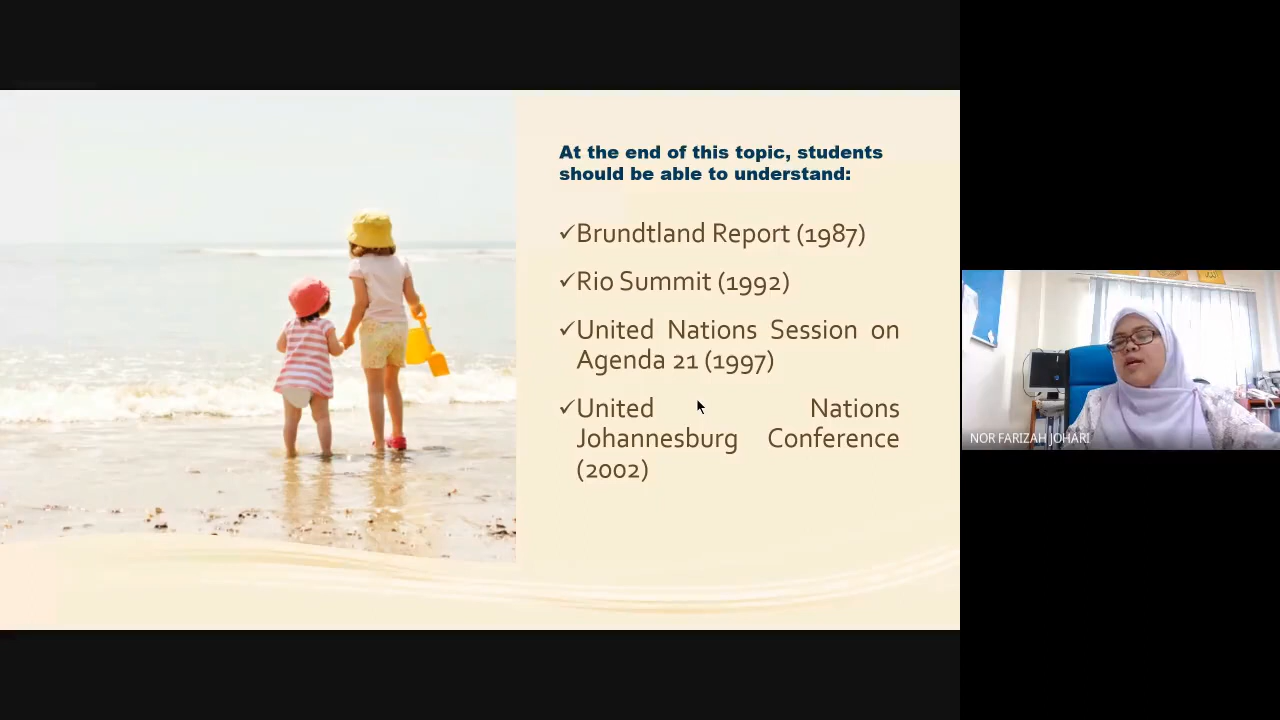 At the end of this topic, students
should be able to understand:
✓Brundtland Report (1987)
✓Rio Summit (1992)
✓United Nations Session on
Agenda 21 (1997)
✓United Nations
Johannesburg Conference
(2002)
NOR FARIZAH JOHARI